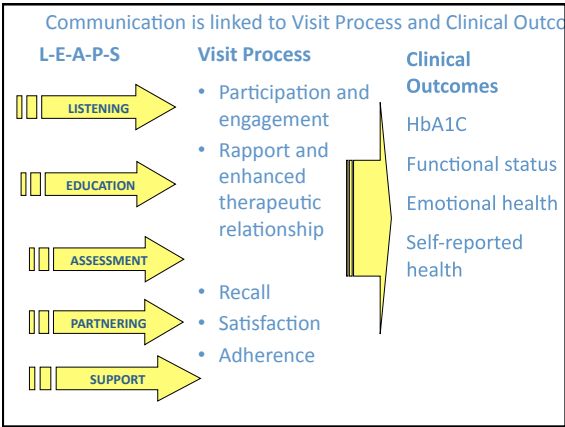 Communication is linked to Visit Process and Clinical Outco
L-E-A-P-S
LISTENING
EDUCATION
ASSESSMENT
PARTNERING
SUPPORT
Visit Process
• Participation and
engagement
• Rapport and
enhanced
therapeutic
relationship
• Recall
• Satisfaction
• Adherence
Clinical
Outcomes
HbA1C
Functional status
Emotional health
Self-reported
health